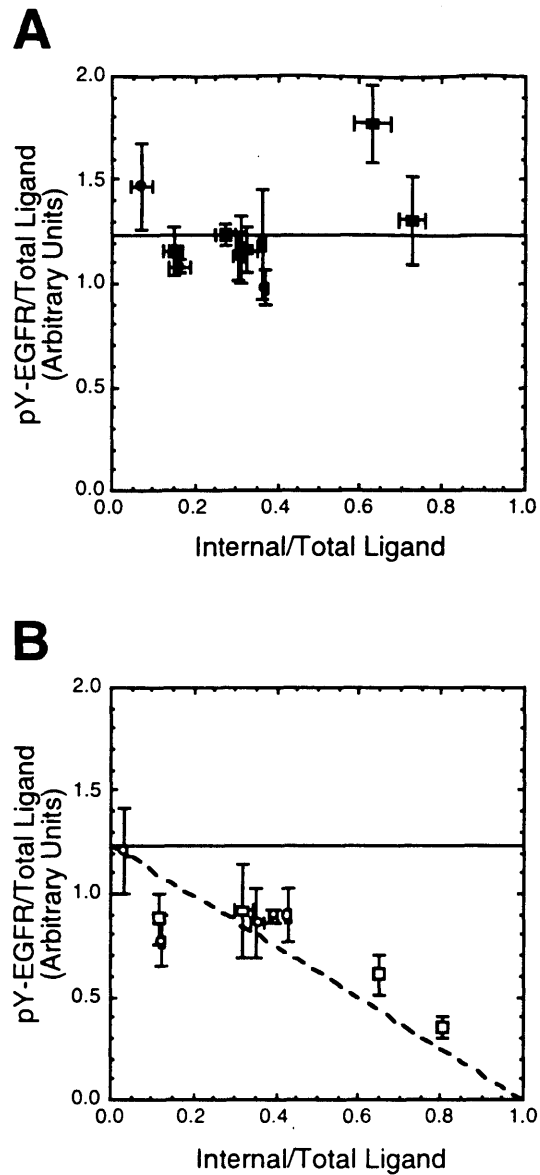 A
2.0
1.5
1.0
0.5
0.0
pY-EGFR/Total Ligand
(Arbitrary Units)
0.0 0.2 0.4 0.6 0.8 1.0
Internal/Total Ligand
B
2.0
1.5
1.0
0.5
0.0
pY-EGFR/Total Ligand
(Arbitrary Units)
0.0 0.2 0.4 0.6 0.8 1.0
Internal/Total Ligand